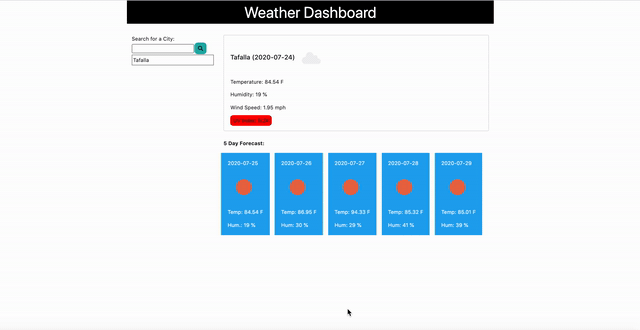 Weather Dashboard
Search for a City:
Tafalla
Tafalla (2020-07-24)
Temperature: 84.54 F
Humidity: 19 %
Wind Speed: 1.95 mph
5 Day Forecast:
2020-07-25 2020-07-26 2020-07-27 2020-07-28 2020-07-29
Temp: 84.54 F Temp: 86.95 F Temp: 94.33 F Temp: 85.32 F Temp: 85.01 F
Hum.: 19 % Hum: 30 % Hum: 29 % Hum: 41 % Hum: 39 %